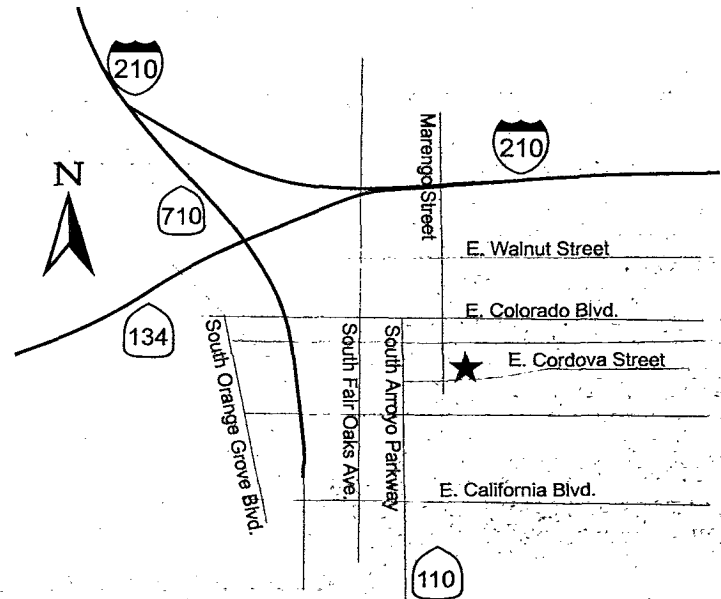 210
Marengo Street
210
N
710
E. Walnut Street
134
E. Colorado Blvd.
South Orange Grove Blvd.
South Fair Oaks Ave.
South Arroyo Parkway
E. Cordova Street
E. California Blvd.
110